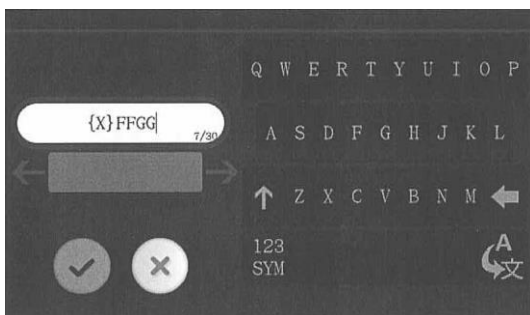 {X}FFGG
7/30
Q W E R T Y U I O P
A S D F G H J K L
Z X C V B N M
123
SYM
A
文